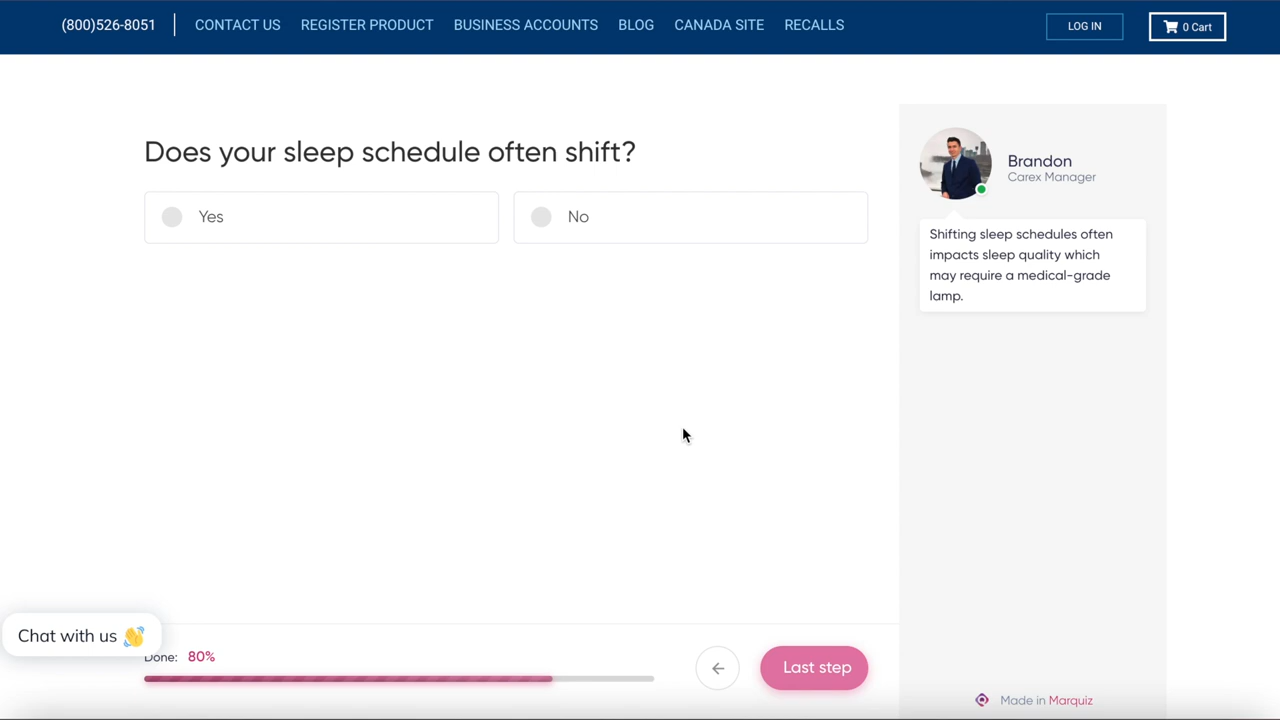 (800)526-8051 CONTACT US REGISTER PRODUCT BUSINESS ACCOUNTS BLOG CANADA SITE RECALLS LOG IN 0 Cart
Does your sleep schedule often shift?
Yes No
Brandon
Carex Manager
Shifting sleep schedules often
impacts sleep quality which
may require a medical-grade
lamp.
Chat with us 👋
Done: 80%
Last step
Made in Marquiz